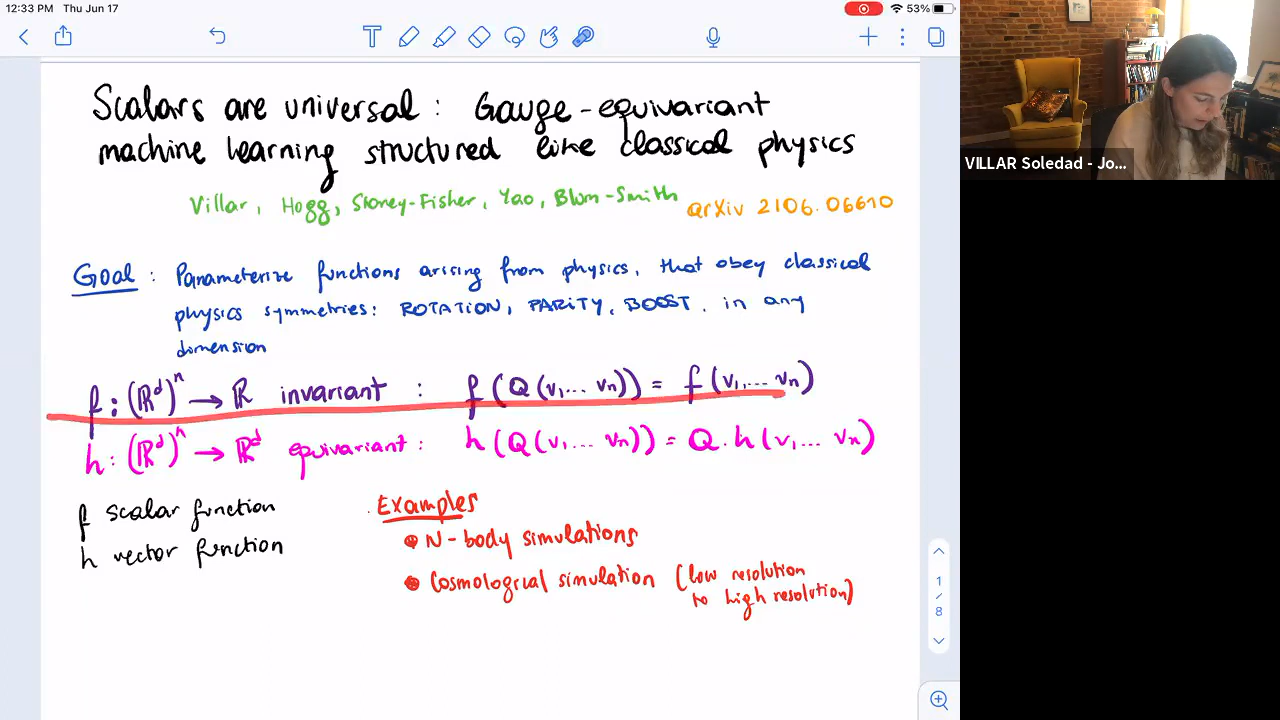 12:33 PM Thu Jun 17
53%
Scalars are universal: Gauge-equivariant
machine learning structured like classical physics
Villar, Hogg, Storey-Fisher, Yao, Blum-Smith arXiv 2106.06610
Goal: Parameterize functions arising from physics, that obey classical
physics symmetries: ROTATION, PARITY, BOOST. in any
dimension
f: (ℝᵈ)ⁿ → ℝ invariant: f(Q(v₁... vₙ)) = f(v₁,... vₙ)
h: (ℝᵈ)ⁿ → ℝᵈ equivariant: h(Q(v₁... vₙ)) = Q·h(v₁... vₙ)
f scalar function
h vector function
Examples
• N-body simulations
• Cosmological simulation (low resolution
to high resolution)
1
/
8
VILLAR Soledad - Jo...